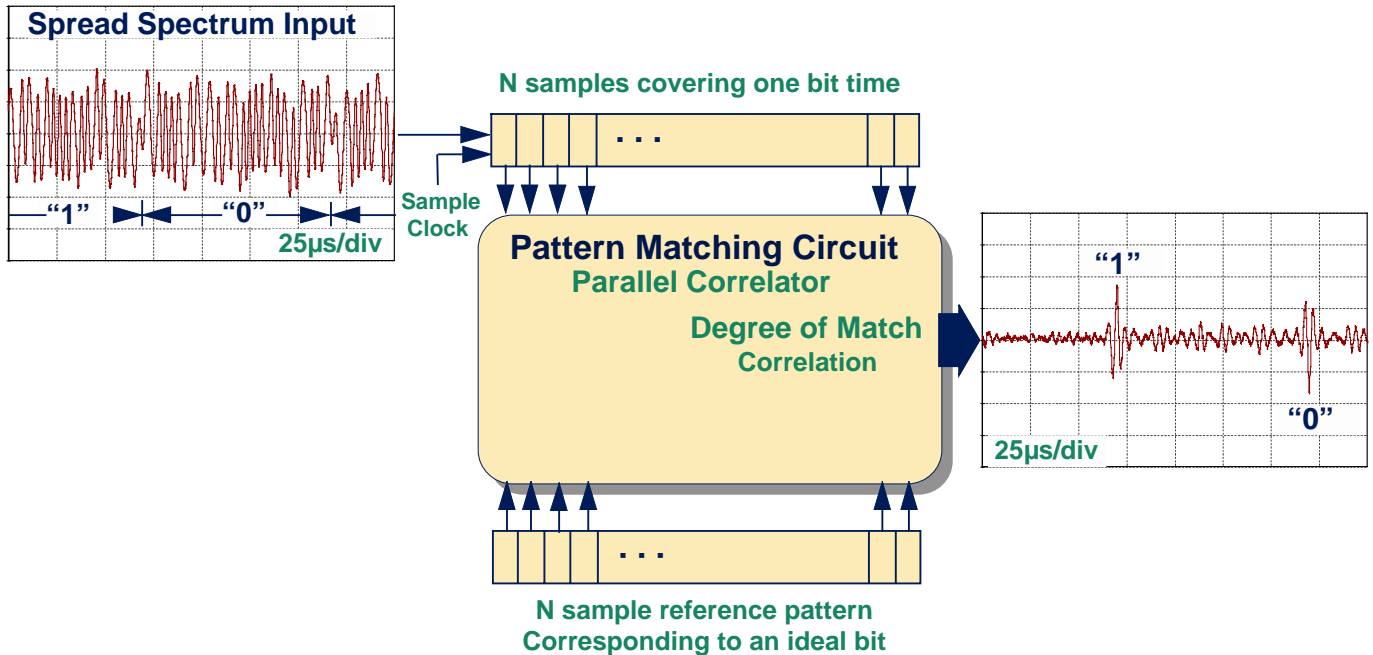 Spread Spectrum Input
“1”
“0”
25µs/div
N samples covering one bit time
. . .
Sample
Clock
Pattern Matching Circuit
Parallel Correlator
Degree of Match
Correlation
“1”
“0”
25µs/div
. . .
N sample reference pattern
Corresponding to an ideal bit